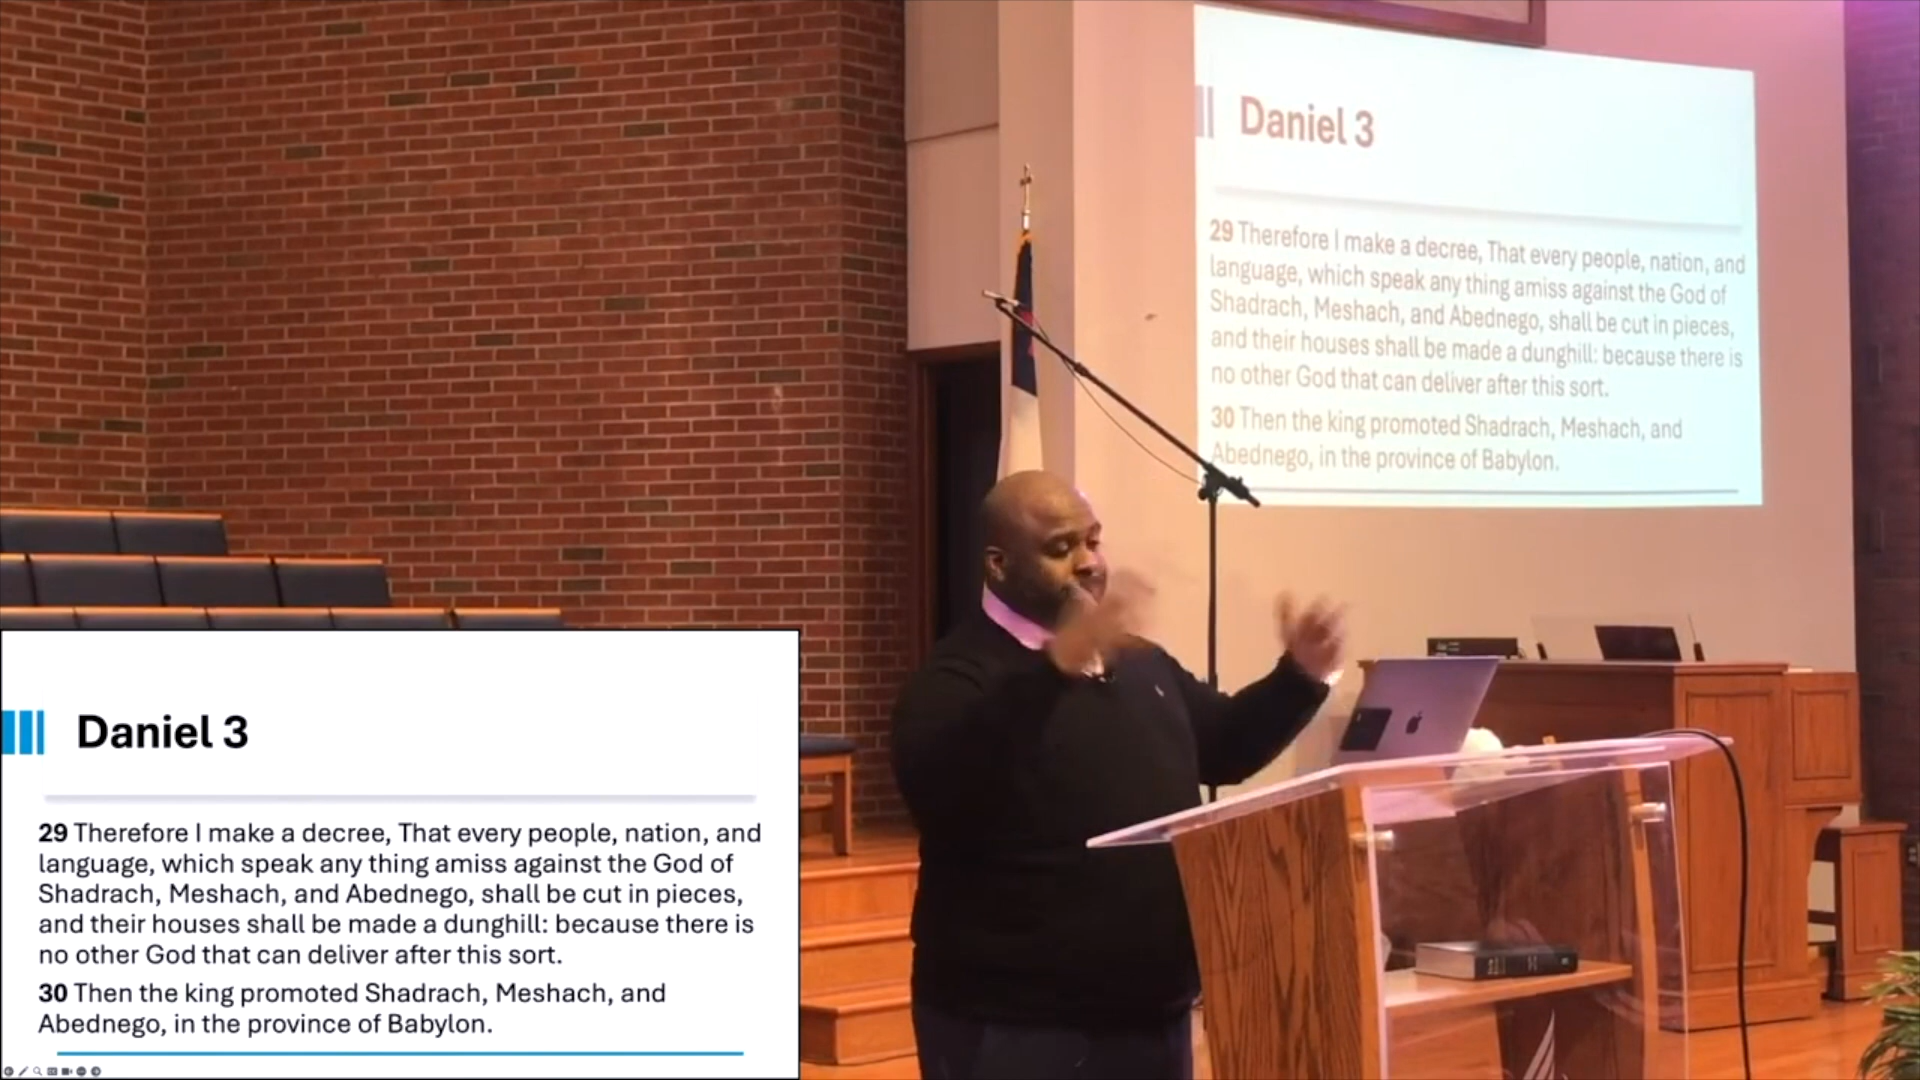 Daniel 3
29 Therefore I make a decree, That every people, nation, and
language, which speak any thing amiss against the God of
Shadrach, Meshach, and Abednego, shall be cut in pieces,
and their houses shall be made a dunghill: because there is
no other God that can deliver after this sort.
30 Then the king promoted Shadrach, Meshach, and
Abednego, in the province of Babylon.
Daniel 3
29 Therefore I make a decree, That every people, nation, and
language, which speak any thing amiss against the God of
Shadrach, Meshach, and Abednego, shall be cut in pieces,
and their houses shall be made a dunghill: because there is
no other God that can deliver after this sort.
30 Then the king promoted Shadrach, Meshach, and
Abednego, in the province of Babylon.